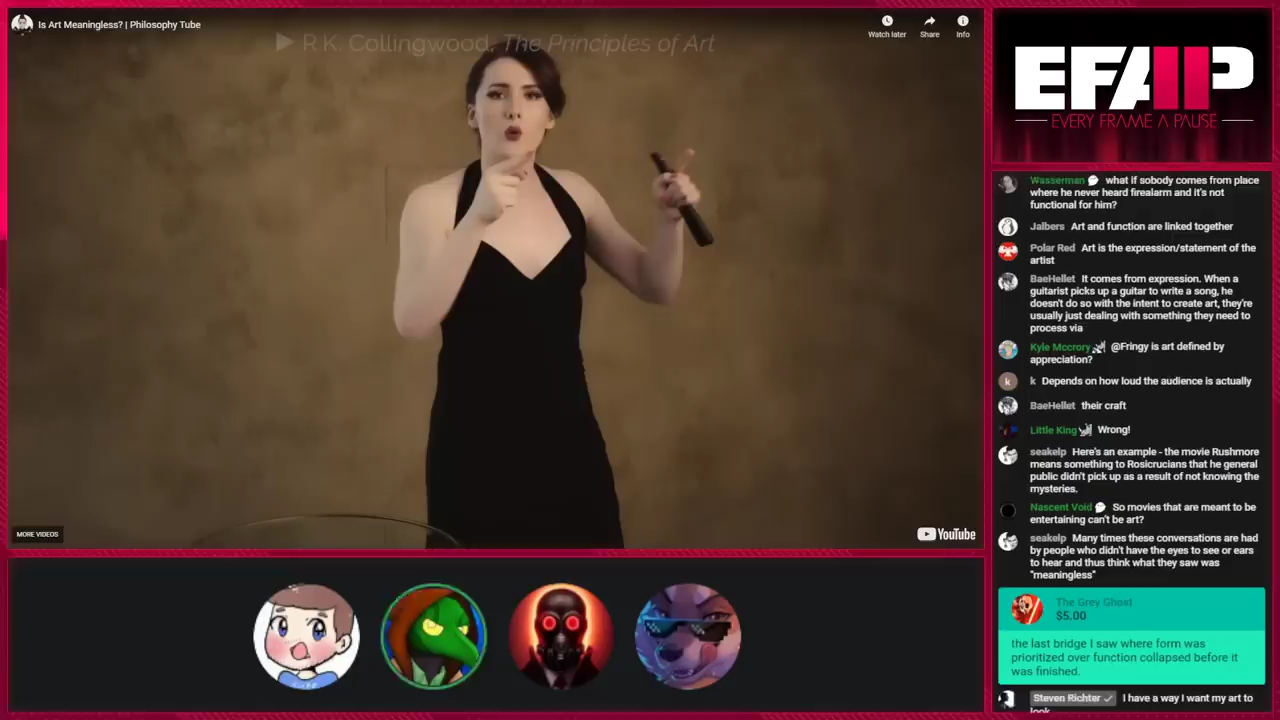 Is Art Meaningless? | Philosophy Tube
Watch later
Share
Info
R.K. Collingwood, The Principles of Art
MORE VIDEOS
YouTube
EFAP
EVERY FRAME A PAUSE
Wasserman what if sobody comes from place
where he never heard firealarm and it's not
functional for him?
Jalbers Art and function are linked together
Polar Red Art is the expression/statement of the
artist
BaeHellet It comes from expression. When a
guitarist picks up a guitar to write a song, he
doesn't do so with the intent to create art, they're
usually just dealing with something they need to
process via
Kyle Mccrory @Fringy is art defined by
appreciation?
k k Depends on how loud the audience is actually
BaeHellet their craft
Little King Wrong!
seakelp Here's an example - the movie Rushmore
means something to Rosicrucians that he general
public didn't pick up as a result of not knowing the
mysteries.
Nascent Void So movies that are meant to be
entertaining can't be art?
seakelp Many times these conversations are had
by people who didn't have the eyes to see or ears
to hear and thus think what they saw was
"meaningless"
The Grey Ghost
$5.00
the last bridge I saw where form was
prioritized over function collapsed before it
was finished.
Steven Richter I have a way I want my art to
look